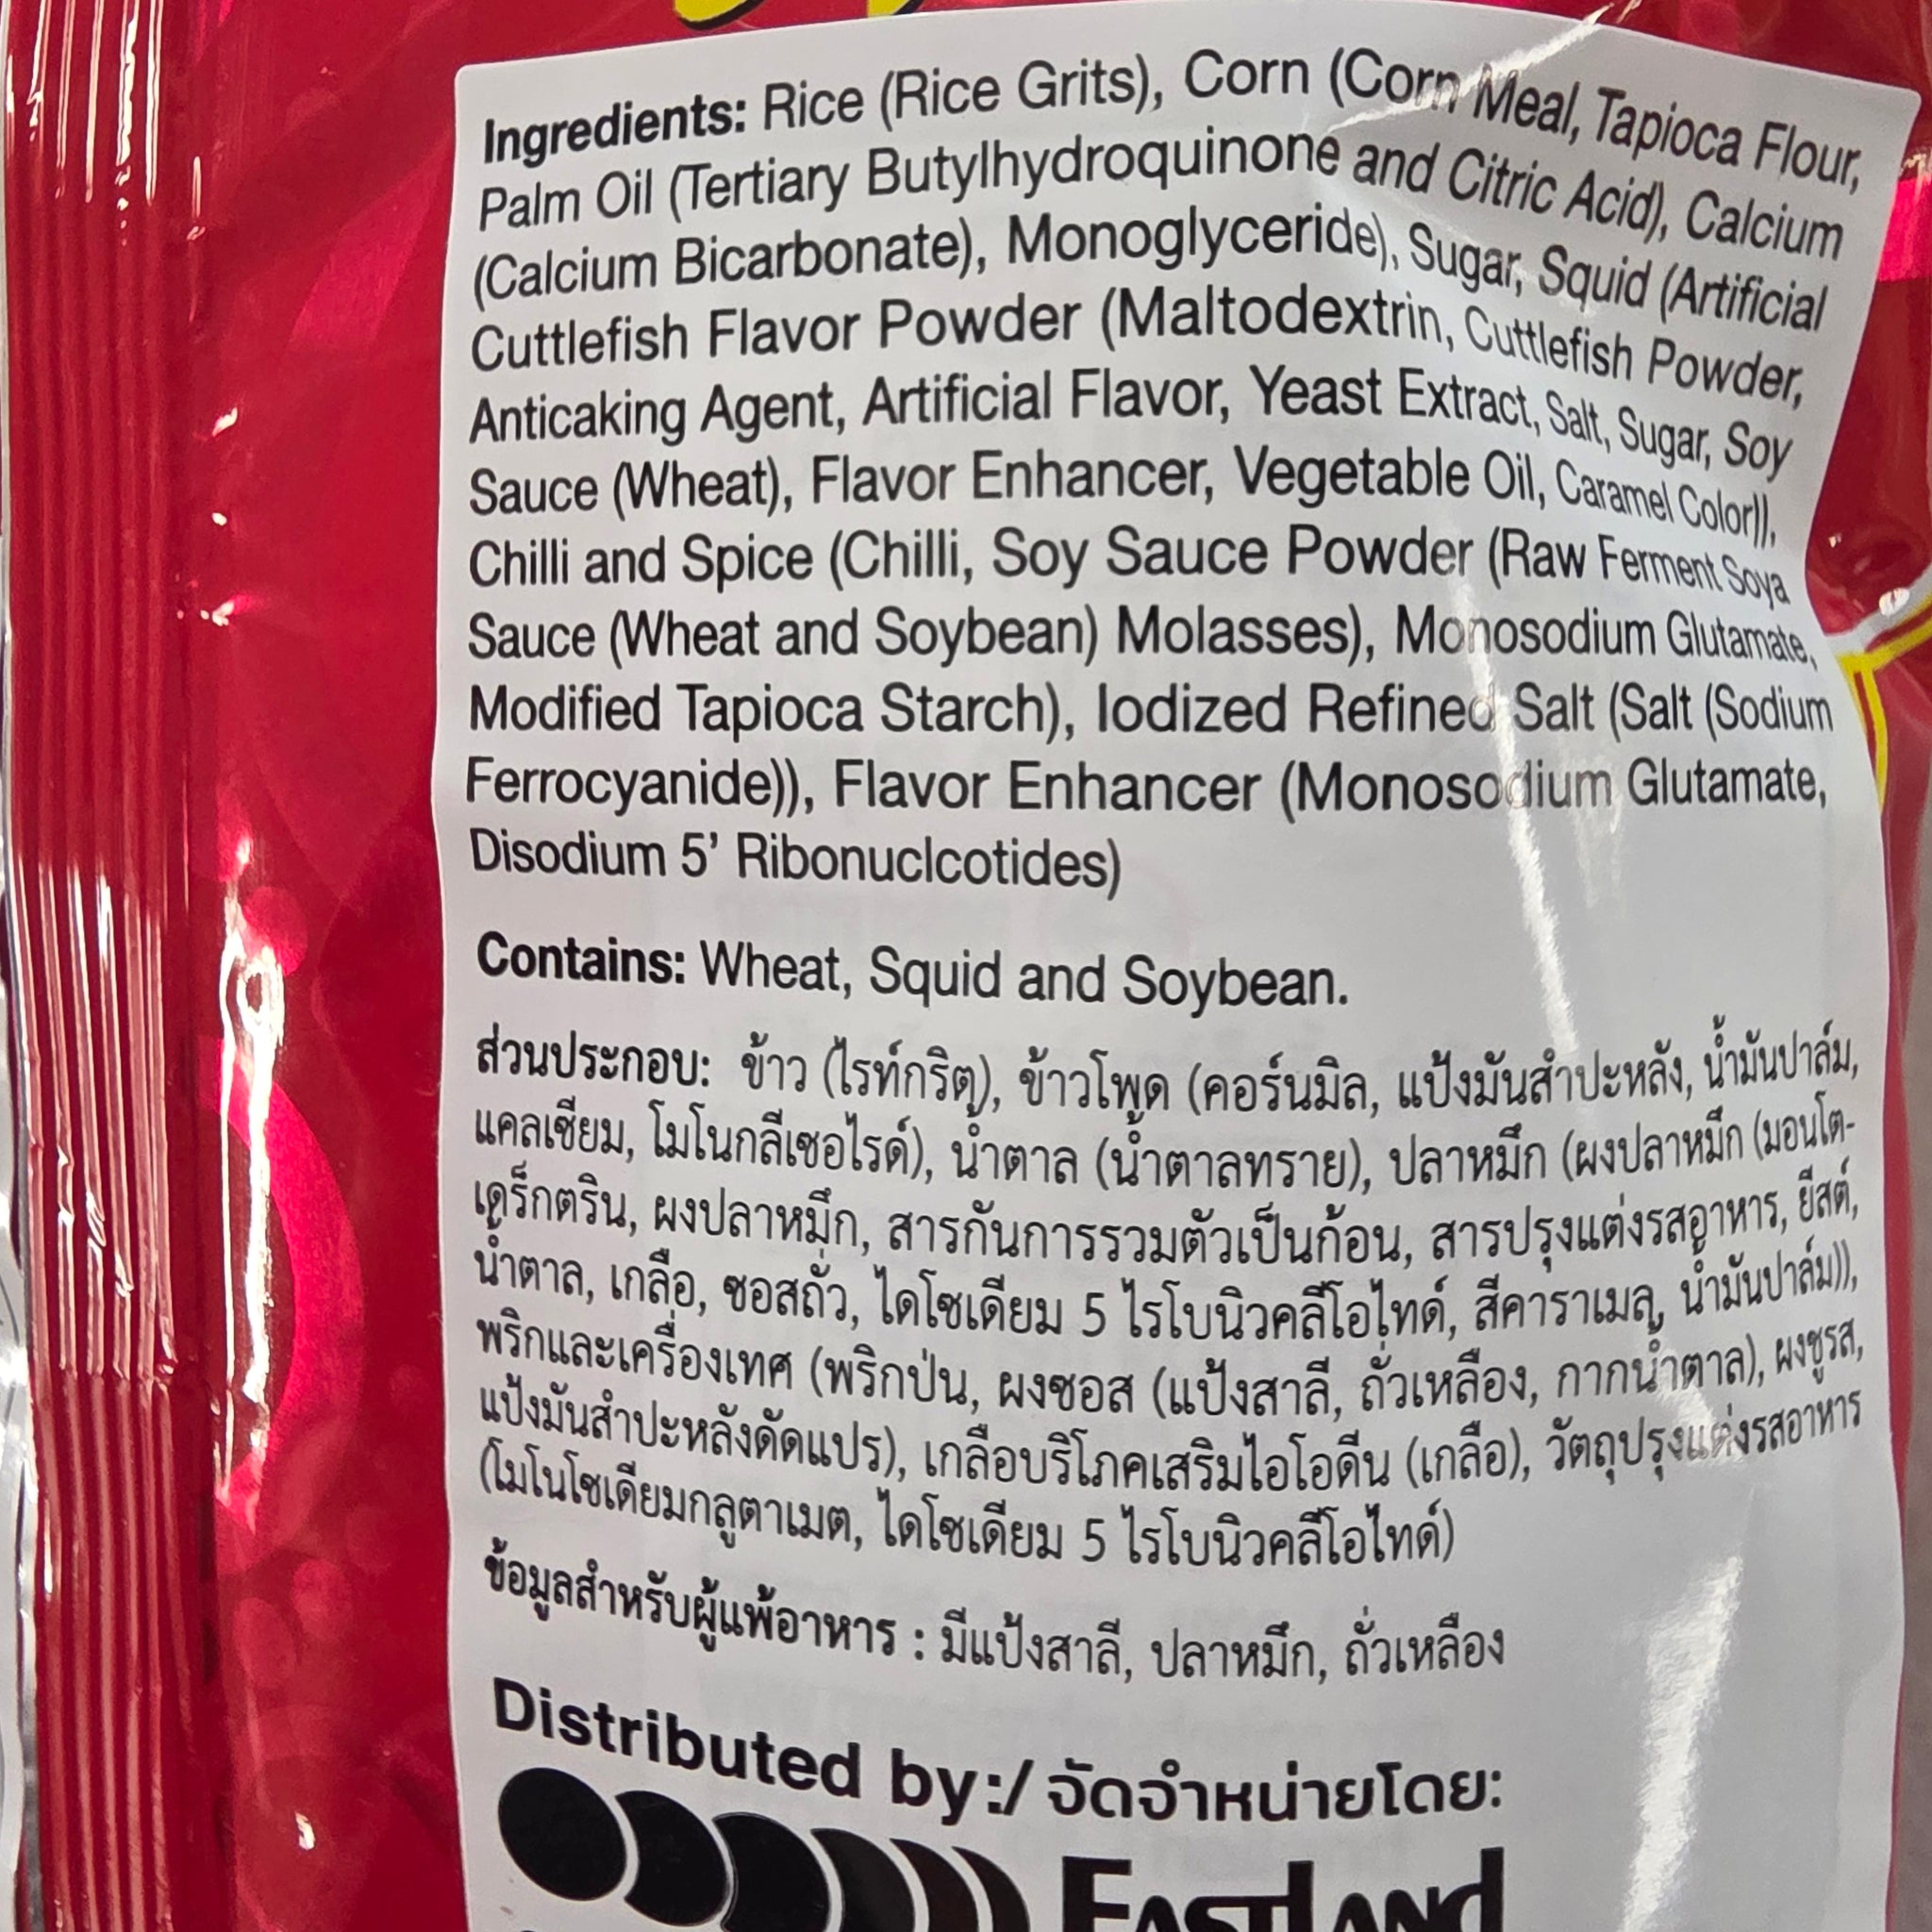 Ingredients: Rice (Rice Grits), Corn (Corn Meal, Tapioca Flour,
Palm Oil (Tertiary Butylhydroquinone and Citric Acid), Calcium
(Calcium Bicarbonate), Monoglyceride), Sugar, Squid (Artificial
Cuttlefish Flavor Powder (Maltodextrin, Cuttlefish Powder,
Anticaking Agent, Artificial Flavor, Yeast Extract, Salt, Sugar, Soy
Sauce (Wheat), Flavor Enhancer, Vegetable Oil, Caramel Color)),
Chilli and Spice (Chilli, Soy Sauce Powder (Raw Ferment Soya
Sauce (Wheat and Soybean) Molasses), Monosodium Glutamate,
Modified Tapioca Starch), Iodized Refined Salt (Salt (Sodium
Ferrocyanide)), Flavor Enhancer (Monosodium Glutamate,
Disodium 5' Ribonuclcotides)
Contains: Wheat, Squid and Soybean.
ส่วนประกอบ: ข้าว (ไรท์กริต), ข้าวโพด (คอร์นมิล, แป้งมันสำปะหลัง, น้ำมันปาล์ม,
แคลเซียม, โมโนกลีเซอไรด์), น้ำตาล (น้ำตาลทราย), ปลาหมึก (ผงปลาหมึก (มอนโต-
เดร็กตริน, ผงปลาหมึก, สารกันการรวมตัวเป็นก้อน, สารปรุงแต่งรสอาหาร, ยีสต์,
น้ำตาล, เกลือ, ซอสถั่ว, ไดโซเดียม 5 ไรโบนิวคลีโอไทด์, สีคาราเมล, น้ำมันปาล์ม)),
พริกและเครื่องเทศ (พริกป่น, ผงซอส (แป้งสาลี, ถั่วเหลือง, กากน้ำตาล), ผงชูรส,
แป้งมันสำปะหลังดัดแปร), เกลือบริโภคเสริมไอโอดีน (เกลือ), วัตถุปรุงแต่งรสอาหาร
(โมโนโซเดียมกลูตาเมต, ไดโซเดียม 5 ไรโบนิวคลีโอไทด์)
ข้อมูลสำหรับผู้แพ้อาหาร : มีแป้งสาลี, ปลาหมึก, ถั่วเหลือง
Distributed by:/ จัดจำหน่ายโดย:
EASTLAND